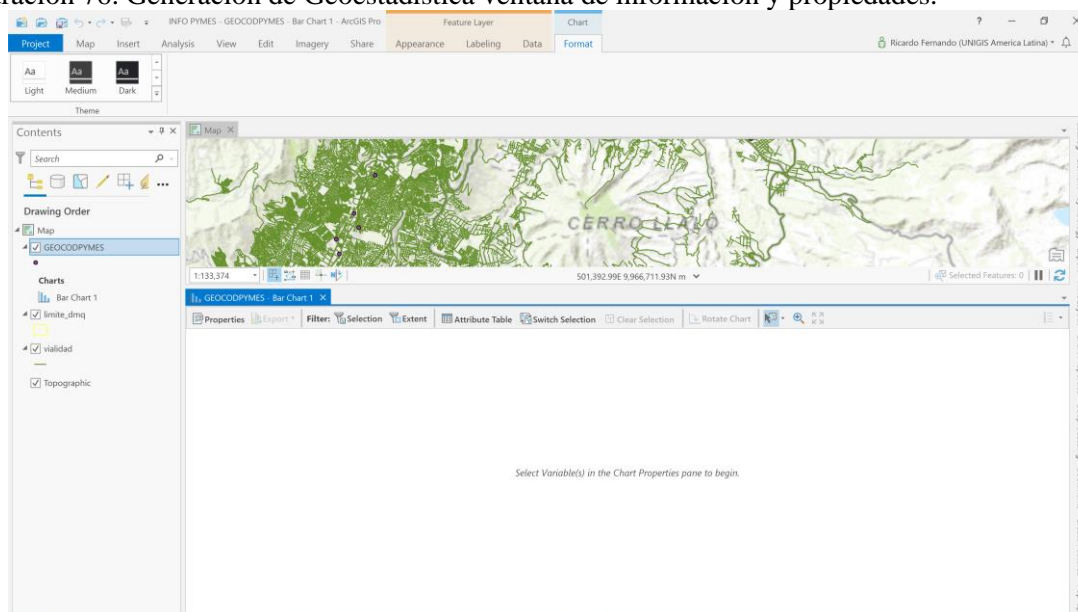 ración 76. Generación de Geoestadística ventana de información y propiedades.
INFO PYMES - GEOCODPYMES - Bar Chart 1 - ArcGIS Pro
Feature Layer
Chart
?
Project Map Insert Analysis View Edit Imagery Share Appearance Labeling Data Format
Ricardo Fernando (UNIGIS America Latina)
Aa Aa Aa
Light Medium Dark
Theme
Contents
Map
Search
Drawing Order
Map
GEOCODPYMES
Charts
Bar Chart 1
limite_dmq
vialidad
Topographic
CERRO LLALÓ
1:133,374
501,392.99E 9,966,711.93N m
Selected Features: 0
GEOCODPYMES - Bar Chart 1
Properties Export Filter: Selection Extent Attribute Table Switch Selection Clear Selection Rotate Chart
Select Variable(s) in the Chart Properties pane to begin.